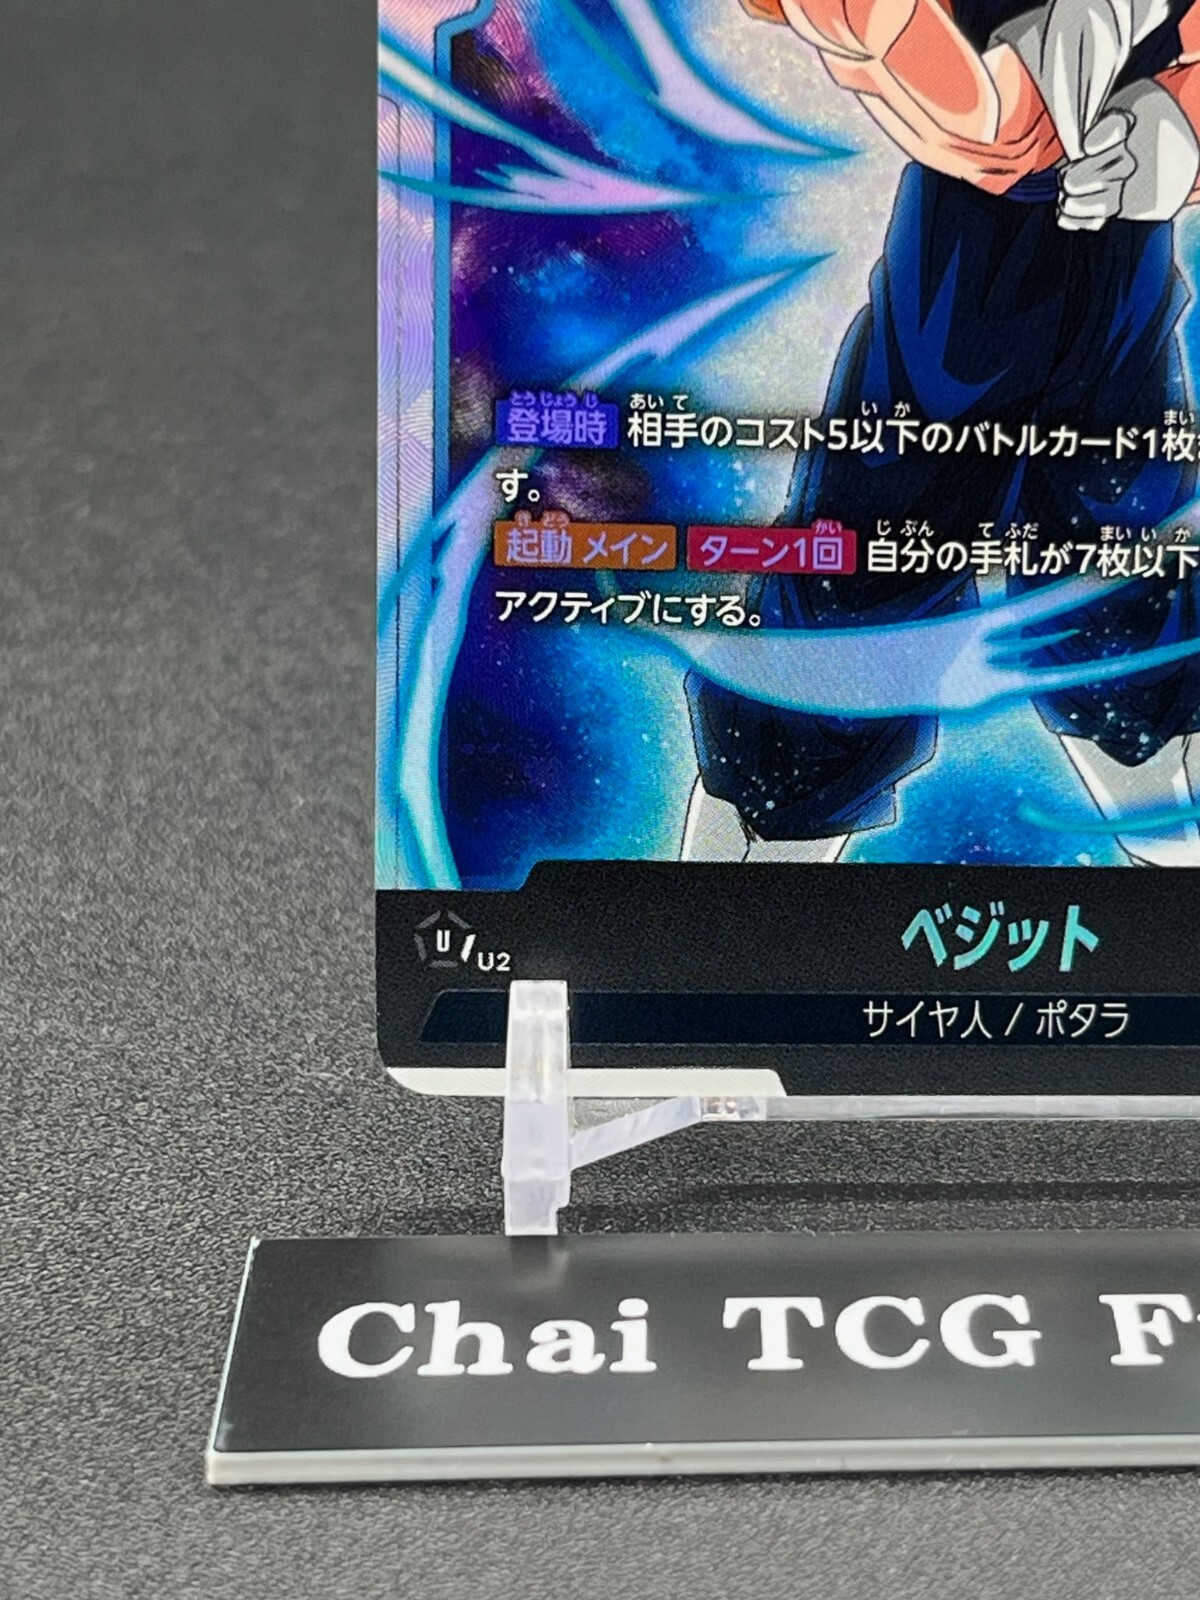 登場時 相手のコスト5以下のバトルカード1枚
す。
起動 メイン ターン1回 自分の手札が7枚以下
アクティブにする。
U/U2
ベジット
サイヤ人 / ポタラ
Chai TCG F